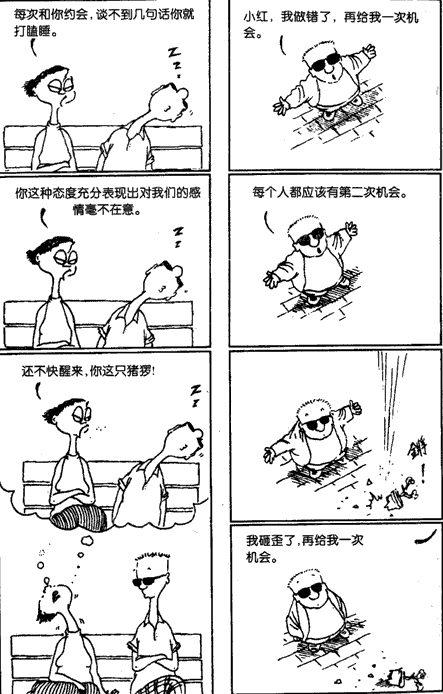 每次和你约会,谈不到几句话你就
打瞌睡。
z z z
你这种态度充分表现出对我们的感
情毫不在意。
z z z
还不快醒来,你这只猪猡!
z z z
小红，我做错了，再给我一次机
会。
每个人都应该有第二次机会。
锵!
我砸歪了,再给我一次
机会。